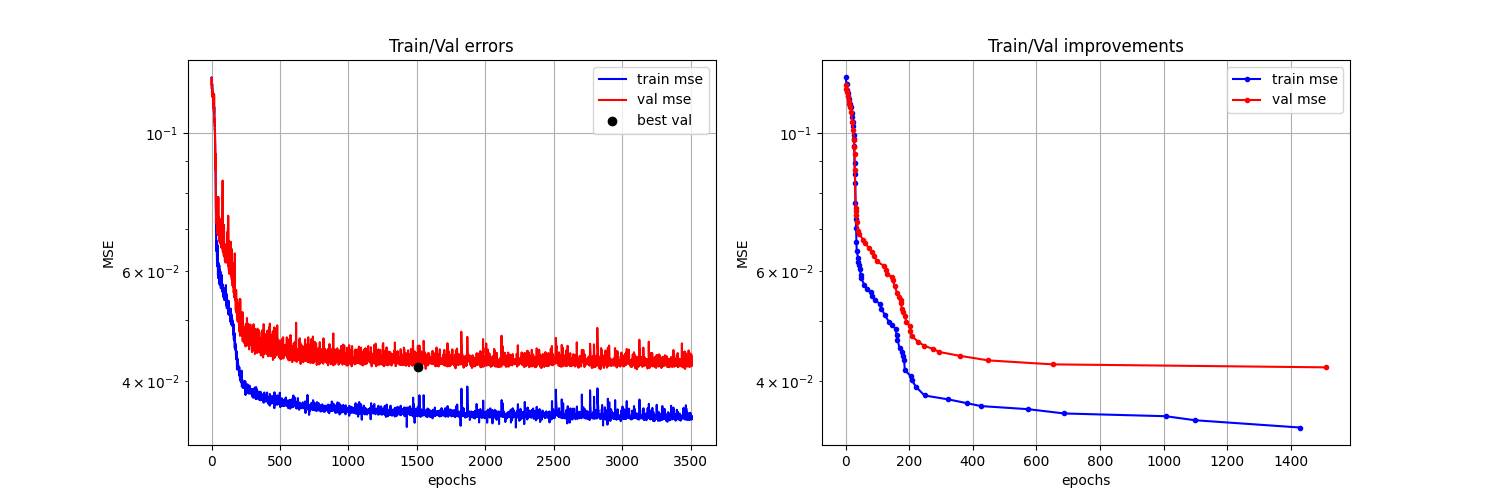 Train/Val errors
train mse
val mse
best val
10⁻¹
6 × 10⁻²
4 × 10⁻²
MSE
0 500 1000 1500 2000 2500 3000 3500
epochs
Train/Val improvements
train mse
val mse
10⁻¹
6 × 10⁻²
4 × 10⁻²
MSE
0 200 400 600 800 1000 1200 1400
epochs